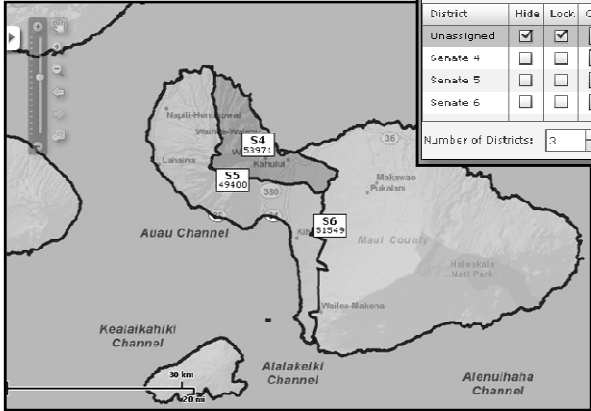 District Hide Lock
Unassigned
Senate 4
Senate 5
Senate 6
Number of Districts: 3
36
Napili-Honokowai
S4
53971
Kahului
Lahaina
S5
49400
380
Makawao
Pukalani
S6
51549
Auau Channel
Maui County
Haleakala
Natl Park
Wailea-Makena
Kealaikahiki
Channel
30 km
20 mi
Alalakeiki
Channel
Alenuihaha
Channel